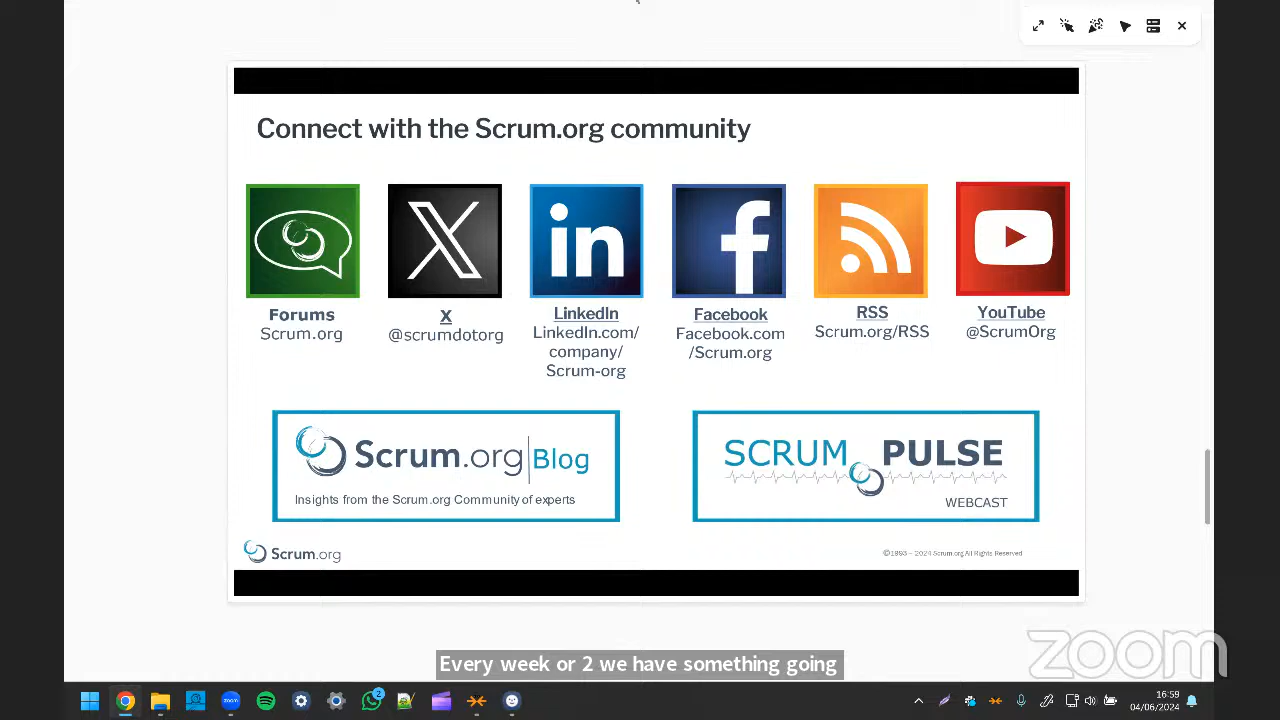 Connect with the Scrum.org community
Forums
Scrum.org
X
@scrumdotorg
LinkedIn
LinkedIn.com/
company/
Scrum-org
Facebook
Facebook.com
/Scrum.org
RSS
Scrum.org/RSS
YouTube
@ScrumOrg
Scrum.org Blog
Insights from the Scrum.org Community of experts
SCRUM PULSE
WEBCAST
Scrum.org
©1993 – 2024 Scrum.org All Rights Reserved
zoom
Every week or 2 we have something going
zoom
2
16:59
04/06/2024